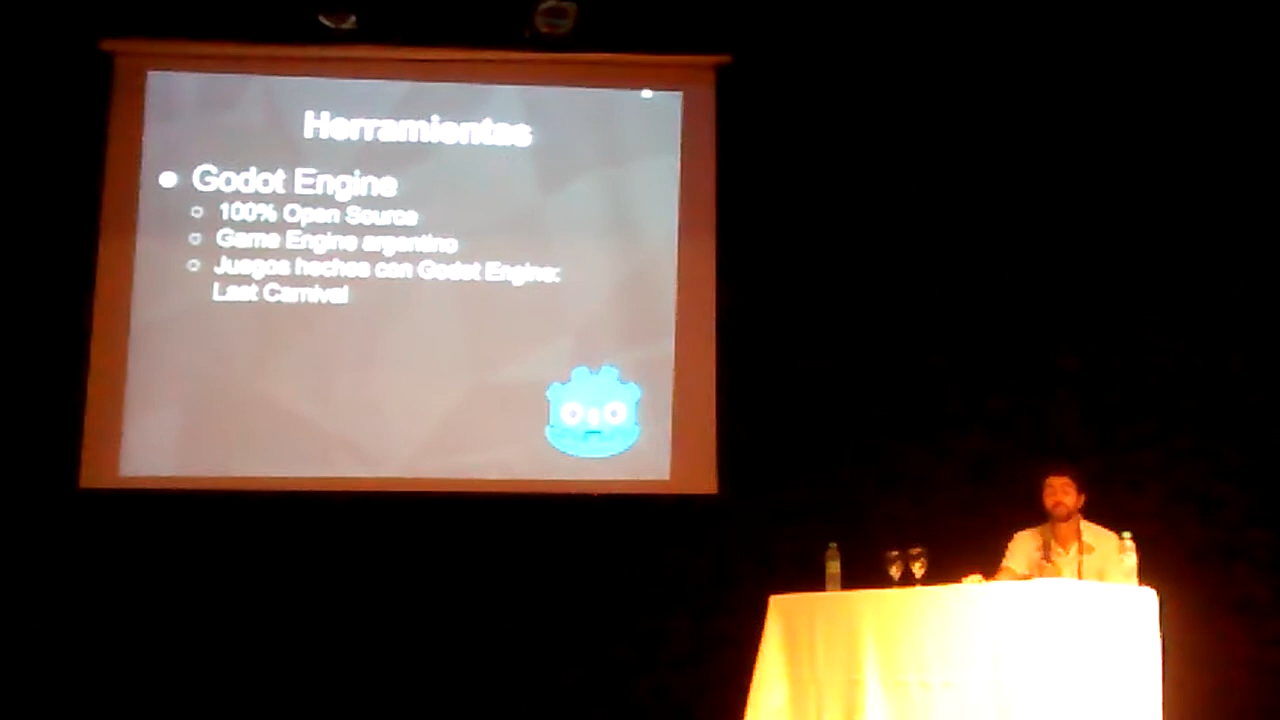 Herramientas
Godot Engine
100% Open Source
Game Engine argentino
Juegos hechos con Godot Engine:
Last Carnival